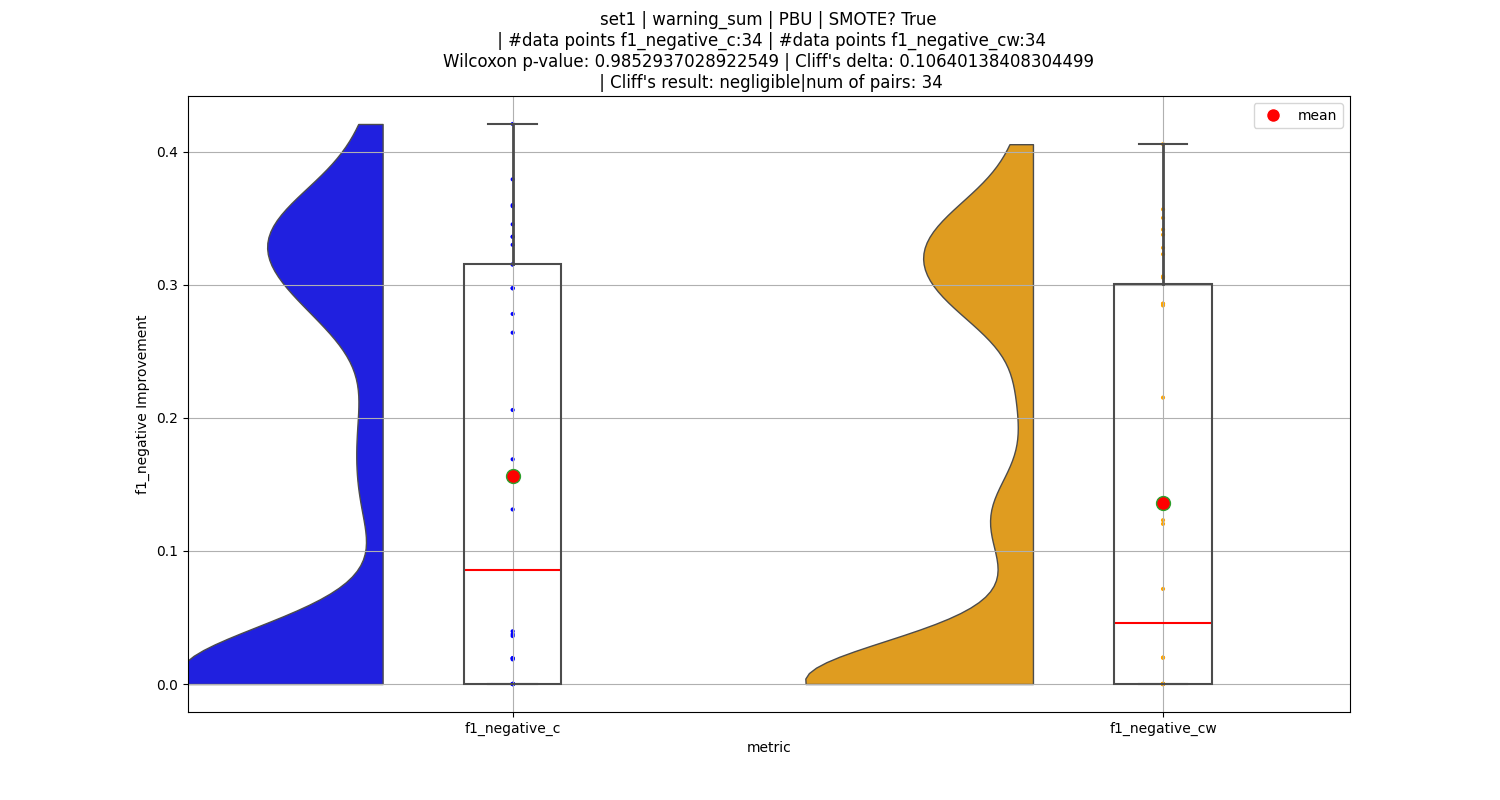 set1 | warning_sum | PBU | SMOTE? True
| #data points f1_negative_c:34 | #data points f1_negative_cw:34
Wilcoxon p-value: 0.9852937028922549 | Cliff's delta: 0.10640138408304499
| Cliff's result: negligible|num of pairs: 34
mean
0.4
0.3
0.2
0.1
0.0
f1_negative Improvement
f1_negative_c
f1_negative_cw
metric